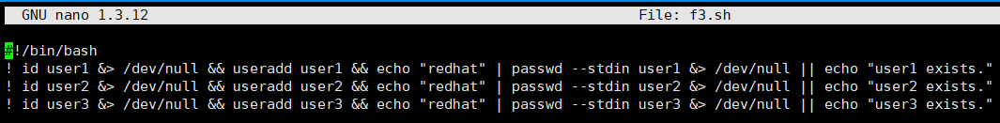 GNU nano 1.3.12 File: f3.sh
#!/bin/bash
! id user1 &> /dev/null && useradd user1 && echo "redhat" | passwd --stdin user1 &> /dev/null || echo "user1 exists."
! id user2 &> /dev/null && useradd user2 && echo "redhat" | passwd --stdin user2 &> /dev/null || echo "user2 exists."
! id user3 &> /dev/null && useradd user3 && echo "redhat" | passwd --stdin user3 &> /dev/null || echo "user3 exists."